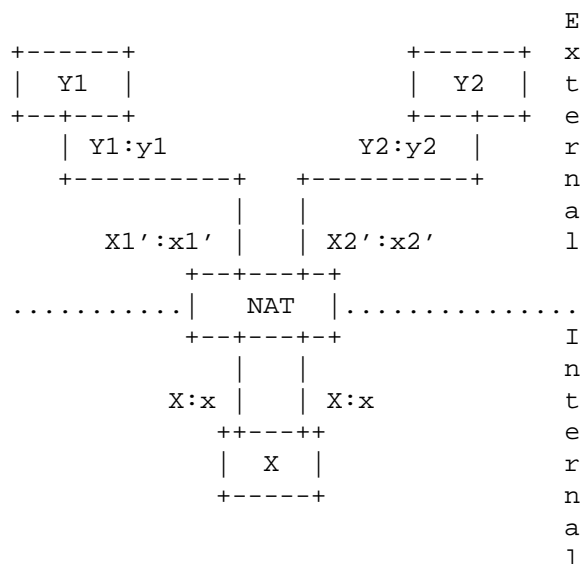 E
+------+                  +------+  x
|  Y1  |                  |  Y2  |  t
+--+---+                  +---+--+  e
   | Y1:y1            Y2:y2   |     r
   +----------+   +----------+      n
              |   |                 a
      X1':x1' |   | X2':x2'         l
           +--+---+-+
...........|   NAT  |...............
           +--+---+-+               I
              |   |                 n
          X:x |   | X:x             t
             ++---++                e
             |  X  |                r
             +-----+                n
                                    a
                                    l